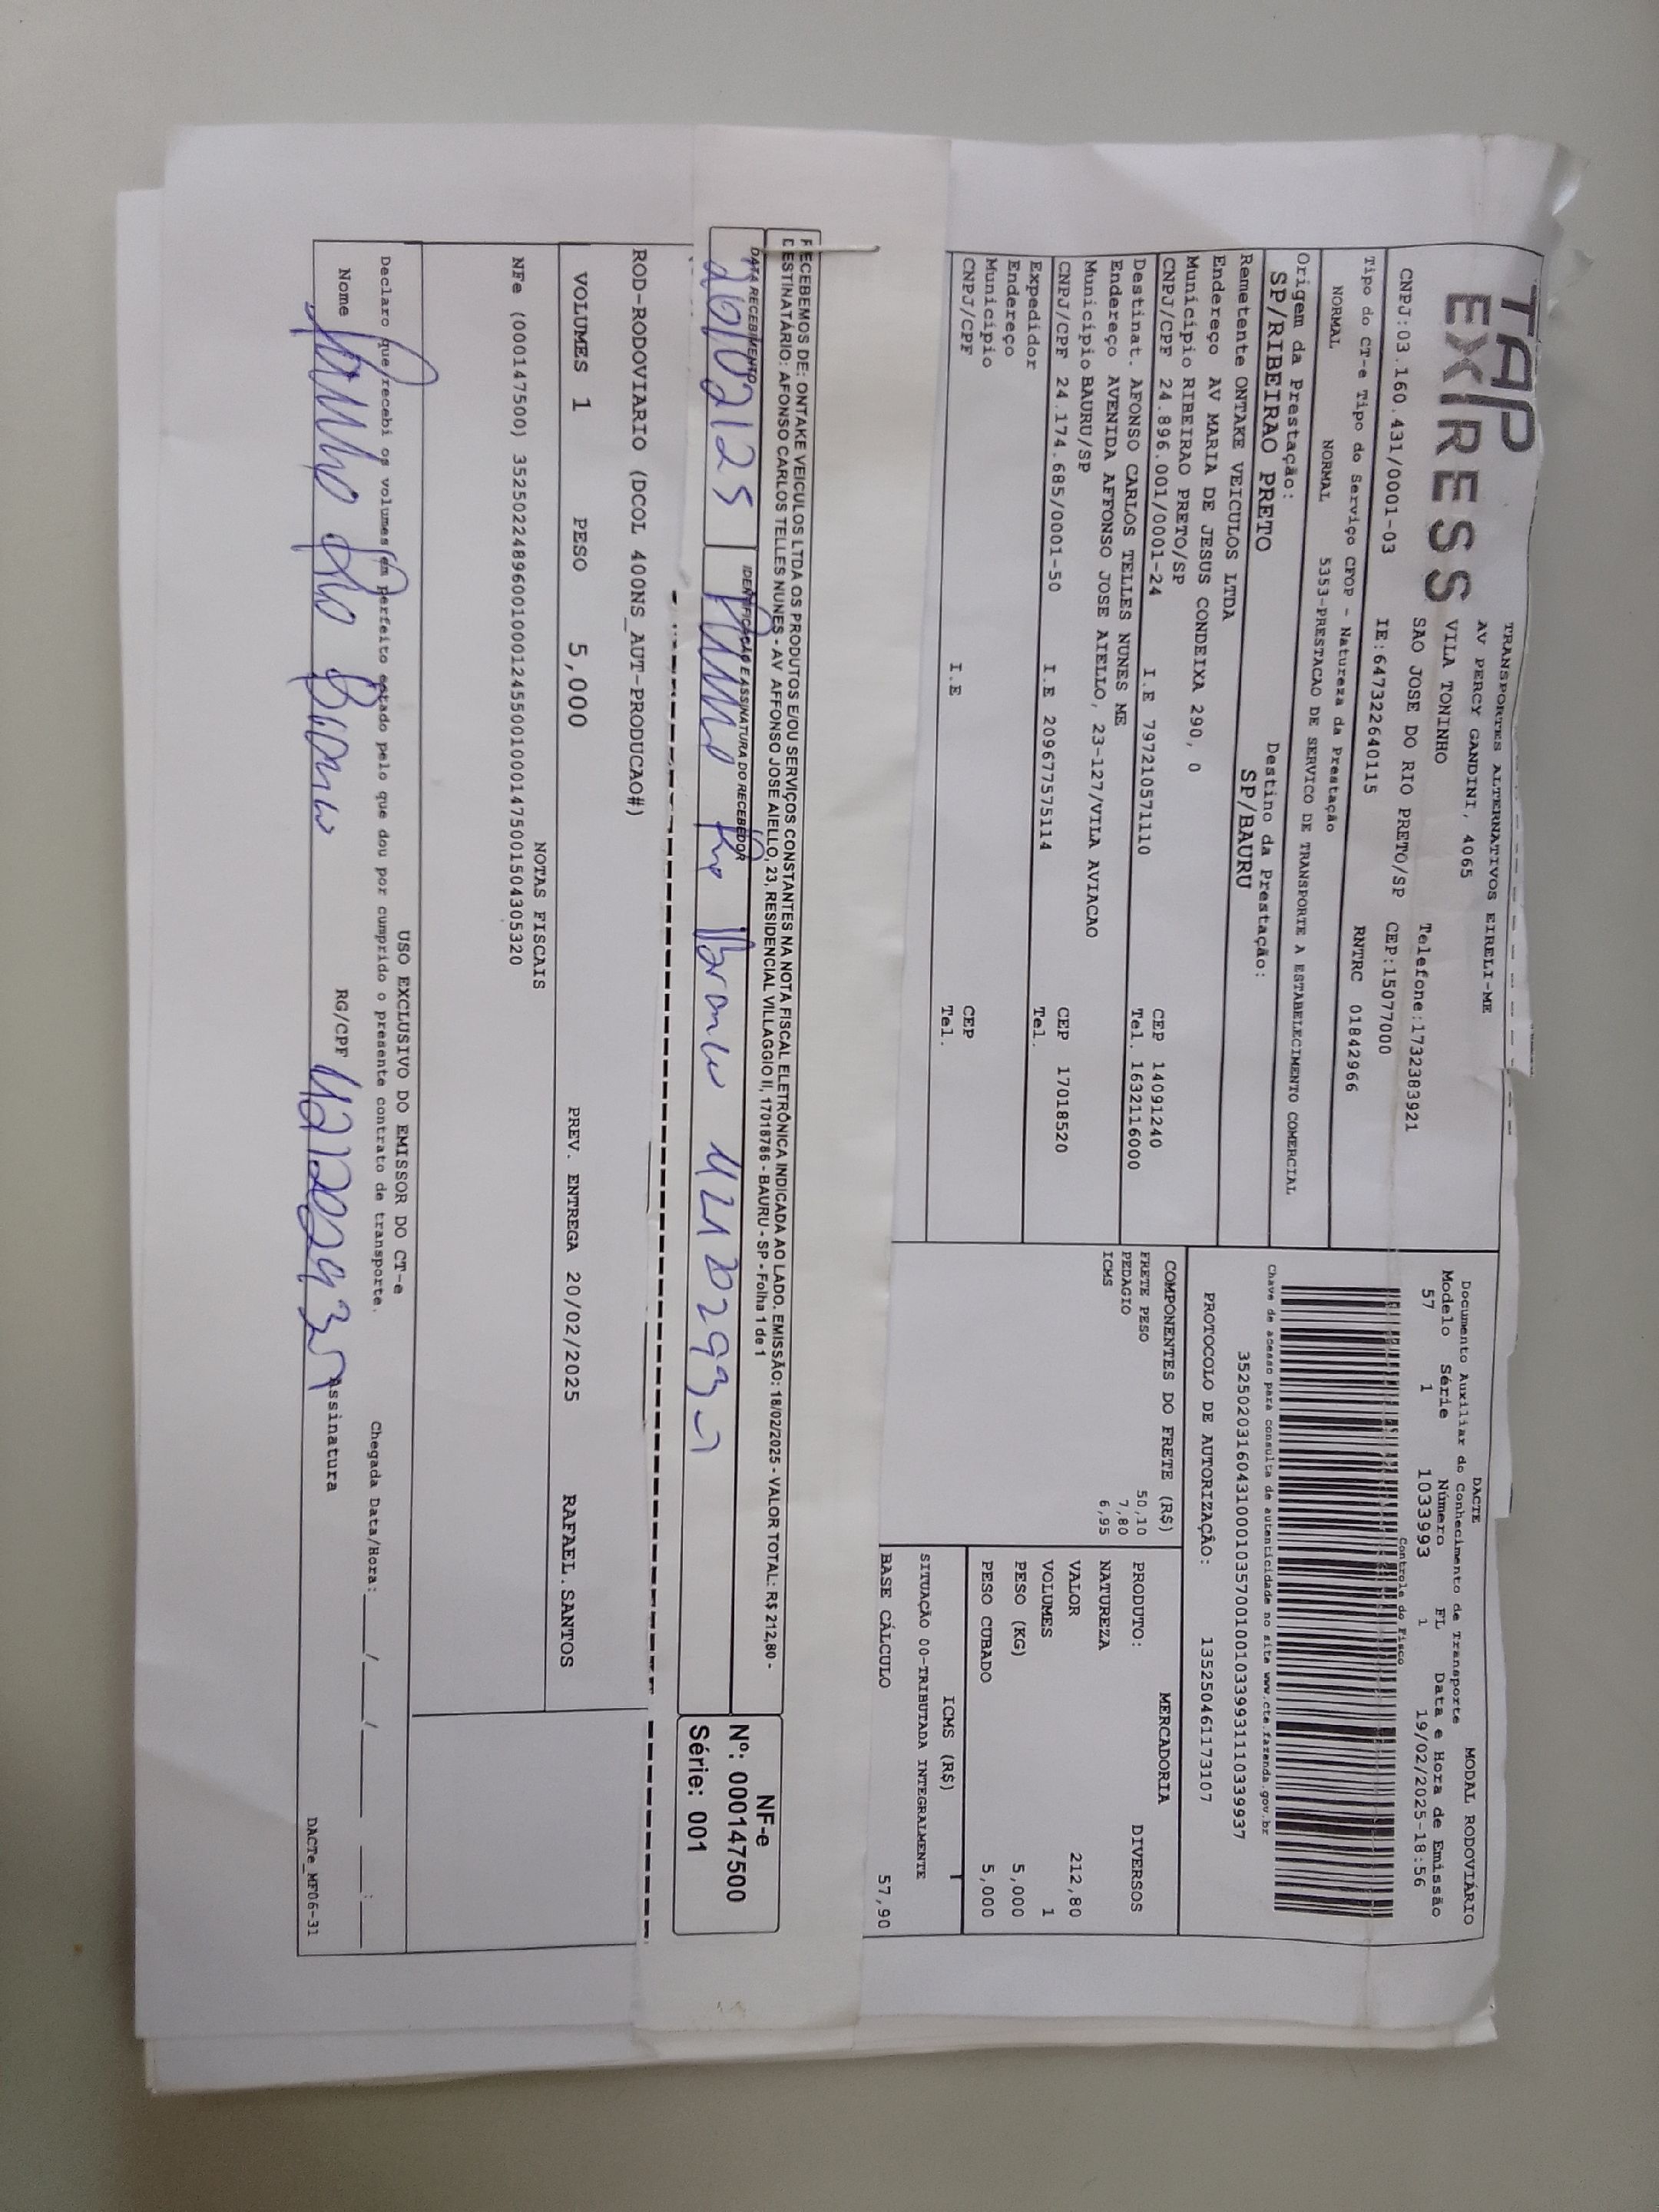 TAP
EXPRESS
TRANSPORTES ALTERNATIVOS EIRELI-ME
AV PERCY GANDINI, 4065
VILA TONINHO
SAO JOSE DO RIO PRETO/SP
Telefone:1732383921
CEP:15077000
CNPJ:03.160.431/0001-03
IE:647322640115
RNTRC 01842966
DACTE
MODAL RODOVIÁRIO
Documento Auxiliar do Conhecimento de Transporte
Modelo Série Número FL Data e Hora de Emissão
57 1 1033993 1 19/02/2025-18:56
Controle do Fisco
Tipo do CT-e Tipo do Serviço CFOP - Natureza da Prestação
NORMAL NORMAL 5353-PRESTACAO DE SERVICO DE TRANSPORTE A ESTABELECIMENTO COMERCIAL
Chave de acesso para consulta de autenticidade no site www.cte.fazenda.gov.br
35250203160431000103570010010339931110339937
PROTOCOLO DE AUTORIZAÇÃO: 135250461173107
Origem da Prestação: Destino da Prestação:
SP/RIBEIRAO PRETO SP/BAURU
Remetente ONTAKE VEICULOS LTDA
Endereço AV MARIA DE JESUS CONDEIXA 290, 0
Município RIBEIRAO PRETO/SP CEP 14091240
CNPJ/CPF 24.896.001/0001-24 I.E 797210571110 Tel. 1632116000
Destinat. AFONSO CARLOS TELLES NUNES ME
Endereço AVENIDA AFFONSO JOSE AIELLO, 23-127/VILA AVIACAO
Município BAURU/SP CEP 17018520
CNPJ/CPF 24.174.685/0001-50 I.E 209677575114 Tel.
Expedidor
Endereço
Município CEP
CNPJ/CPF I.E Tel.
COMPONENTES DO FRETE (R$)
FRETE PESO 50,10
PEDAGIO 7,80
ICMS 6,95
MERCADORIA
PRODUTO: DIVERSOS
NATUREZA
VALOR 212,80
VOLUMES 1
PESO (KG) 5,000
PESO CUBADO 5,000
ICMS (R$)
SITUAÇÃO 00-TRIBUTADA INTEGRALMENTE
BASE CÁLCULO 57,90
RECEBEMOS DE: ONTAKE VEICULOS LTDA OS PRODUTOS E/OU SERVIÇOS CONSTANTES NA NOTA FISCAL ELETRÔNICA INDICADA AO LADO. EMISSÃO: 18/02/2025 - VALOR TOTAL: R$ 212,80 -
DESTINATÁRIO: AFONSO CARLOS TELLES NUNES - AV AFFONSO JOSE AIELLO, 23, RESIDENCIAL VILLAGGIO II, 17018786 - BAURU - SP - Folha 1 de 1
DATA RECEBIMENTO IDENTIFICAÇÃO E ASSINATURA DO RECEBEDOR
NF-e
Nº: 000147500
Série: 001
ROD-RODOVIARIO (DCOL 400NS_AUT-PRODUCAO#)
VOLUMES 1 PESO 5,000 PREV. ENTREGA 20/02/2025 RAFAEL.SANTOS
NOTAS FISCAIS
NFe (000147500) 35250224896001000124550010001475001504305320
USO EXCLUSIVO DO EMISSOR DO CT-e
Declaro que recebi os volumes em perfeito estado pelo que dou por cumprido o presente contrato de transporte. Chegada Data/Hora: ___/___/___ __:__
Nome RG/CPF Assinatura
DACTe_MF06-31